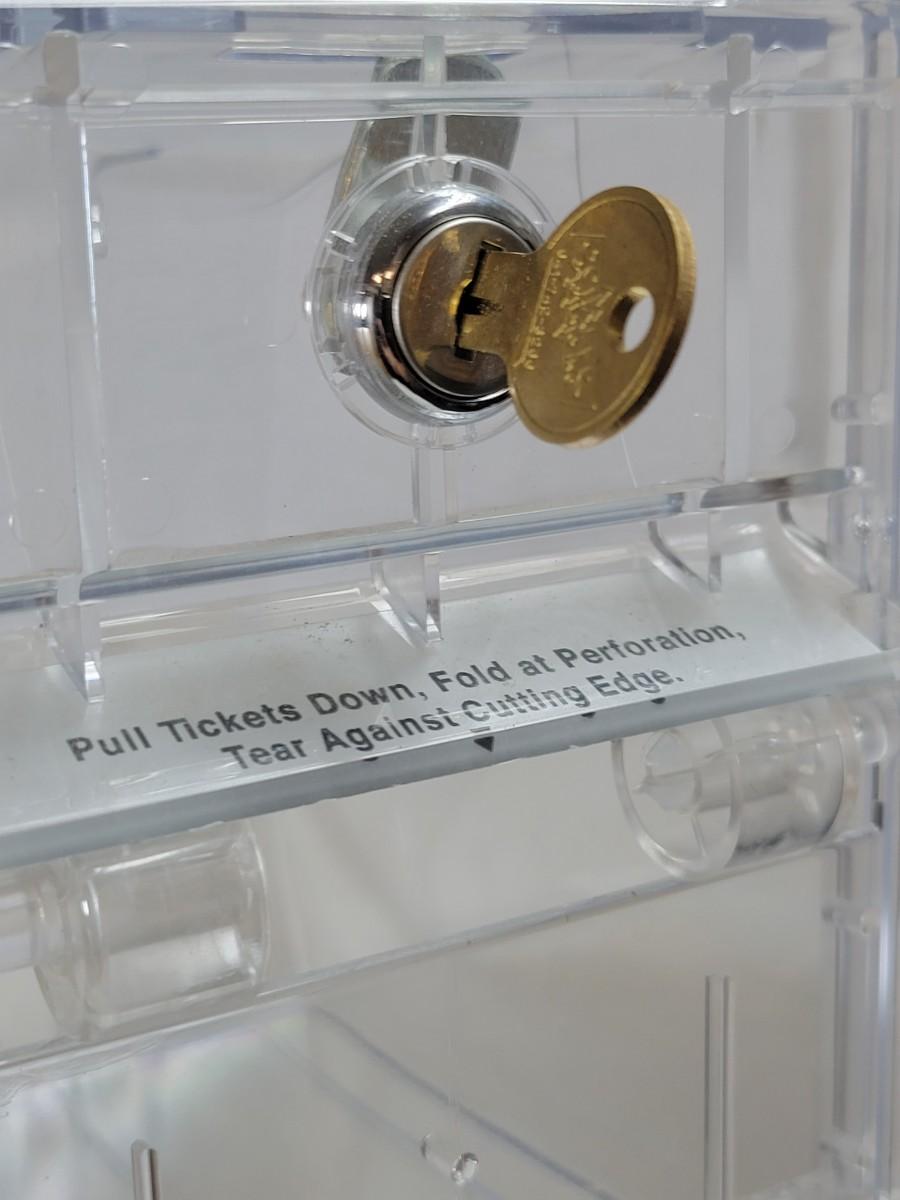 Pull Tickets Down, Fold at Perforation,
Tear Against Cutting Edge.